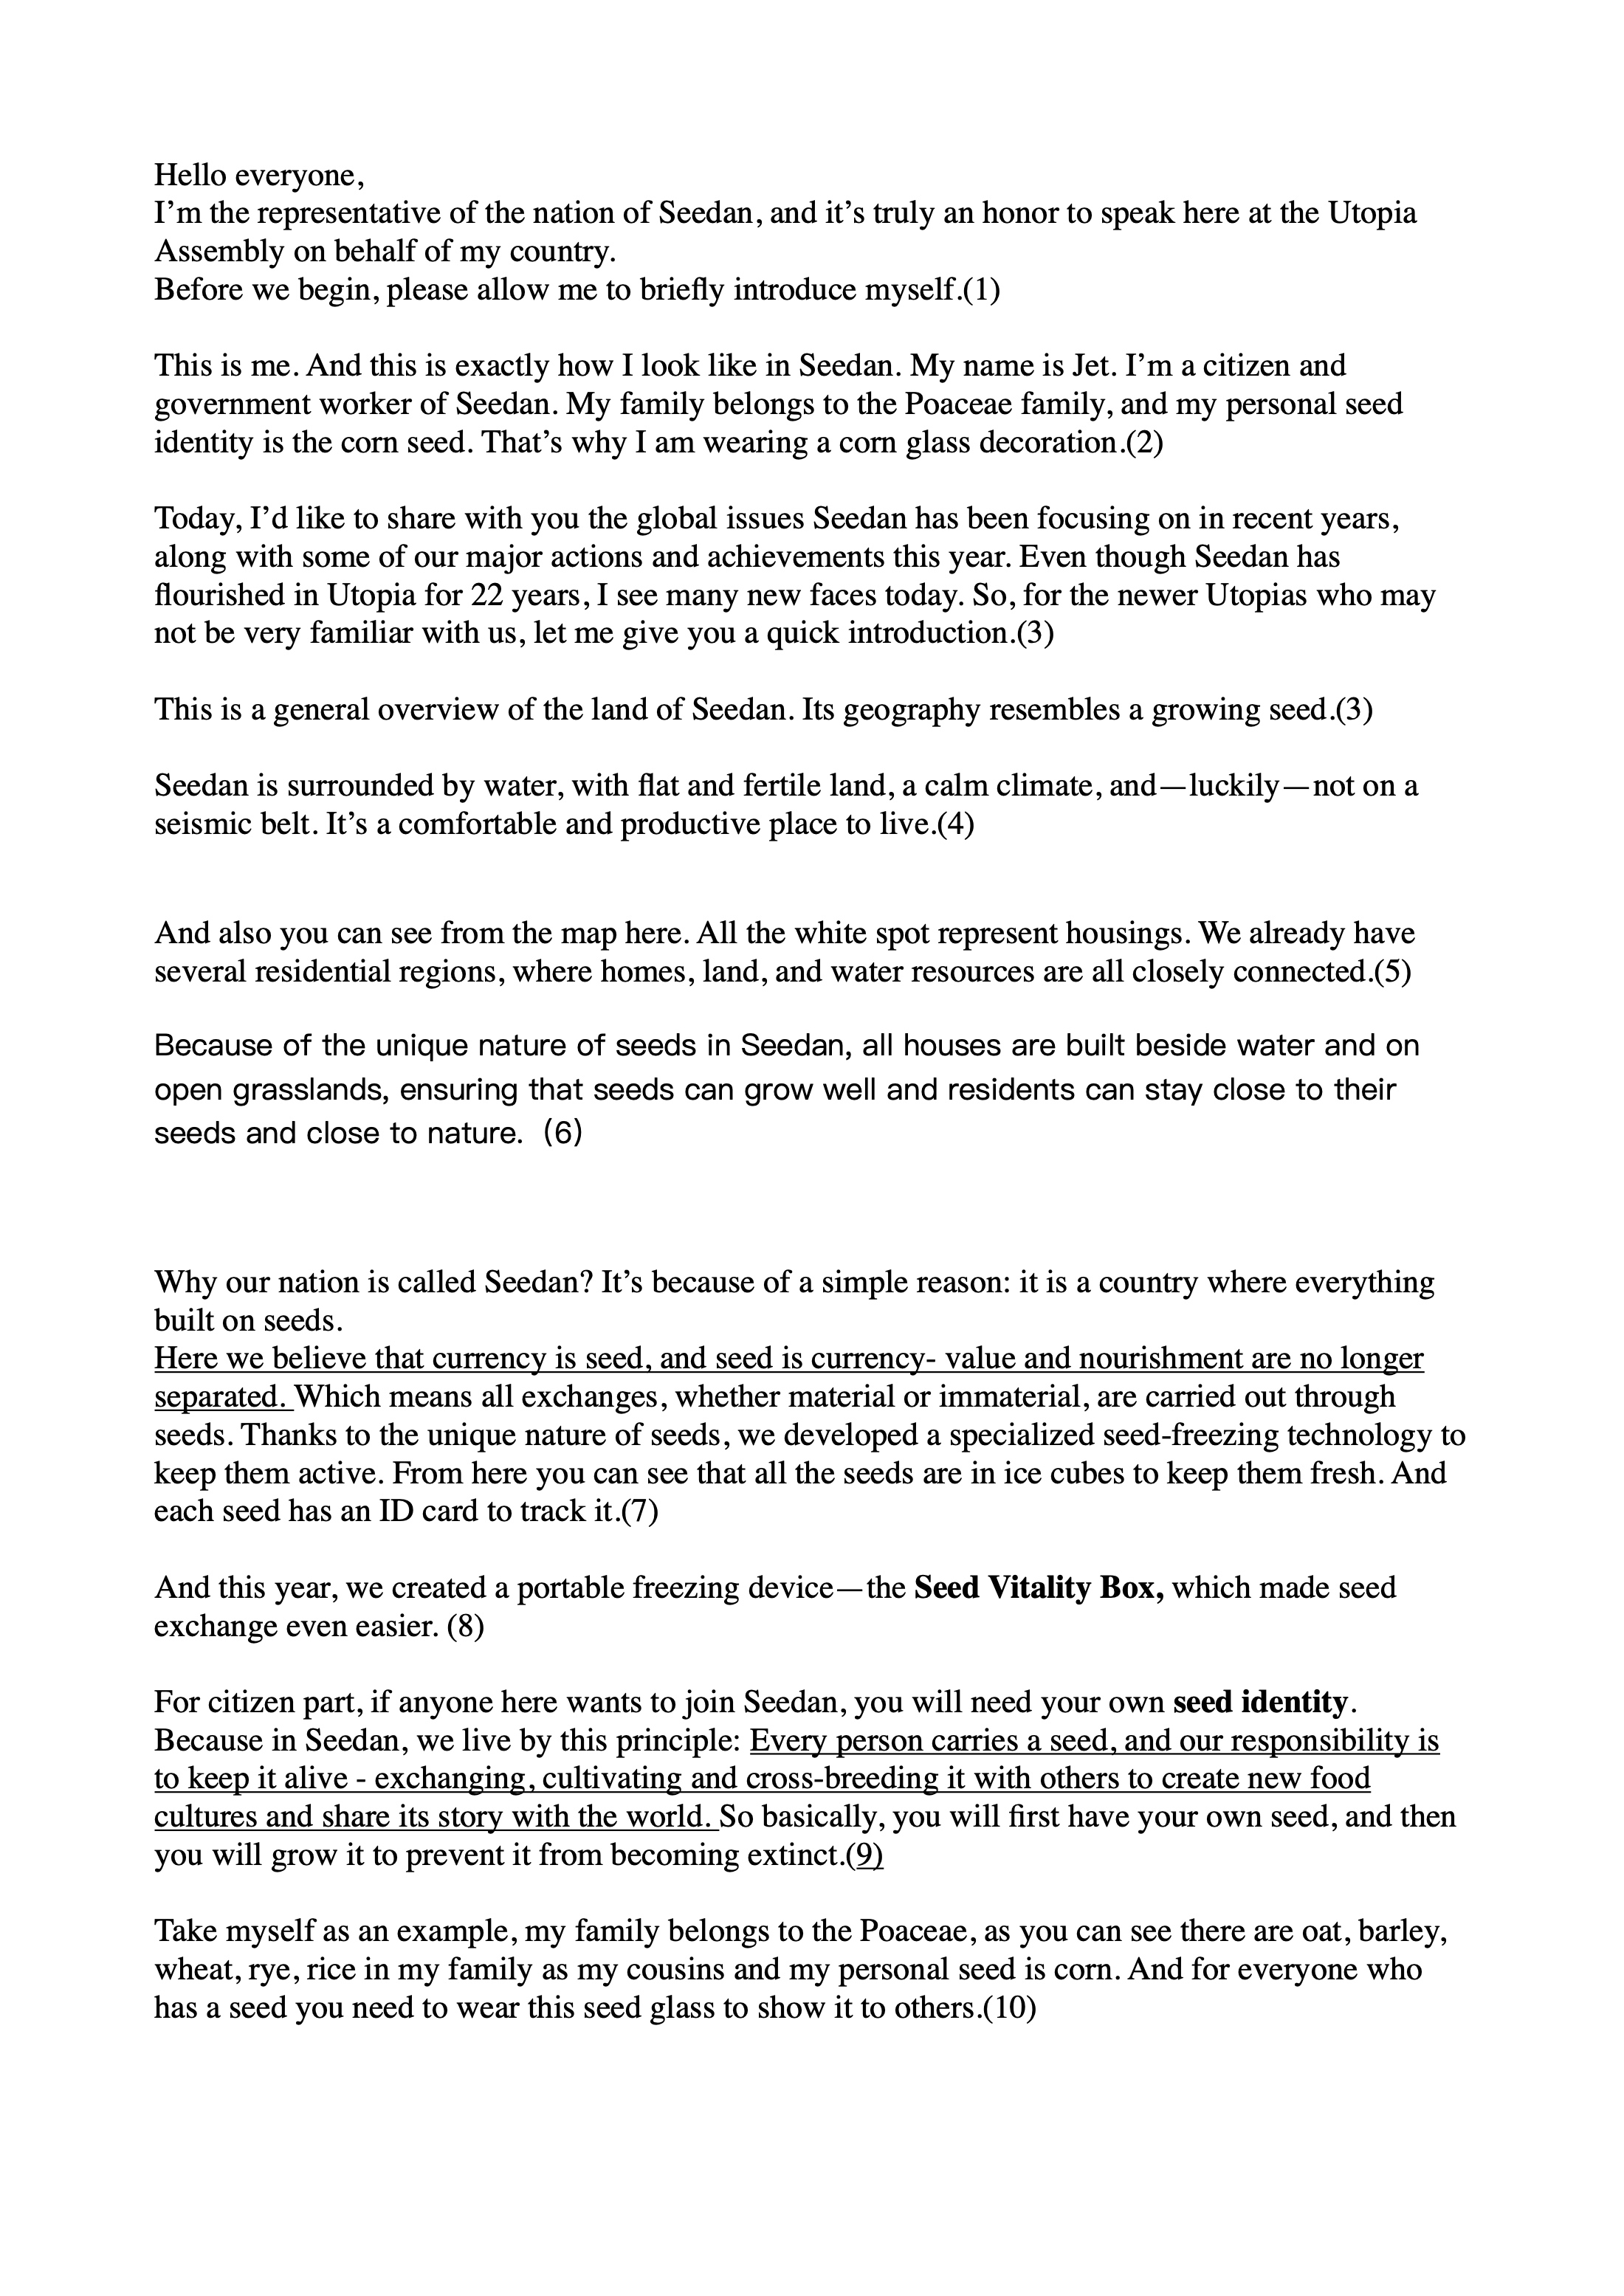 Hello everyone,
I’m the representative of the nation of Seedan, and it’s truly an honor to speak here at the Utopia
Assembly on behalf of my country.
Before we begin, please allow me to briefly introduce myself.(1)
This is me. And this is exactly how I look like in Seedan. My name is Jet. I’m a citizen and
government worker of Seedan. My family belongs to the Poaceae family, and my personal seed
identity is the corn seed. That’s why I am wearing a corn glass decoration.(2)
Today, I’d like to share with you the global issues Seedan has been focusing on in recent years,
along with some of our major actions and achievements this year. Even though Seedan has
flourished in Utopia for 22 years, I see many new faces today. So, for the newer Utopias who may
not be very familiar with us, let me give you a quick introduction.(3)
This is a general overview of the land of Seedan. Its geography resembles a growing seed.(3)
Seedan is surrounded by water, with flat and fertile land, a calm climate, and—luckily—not on a
seismic belt. It’s a comfortable and productive place to live.(4)
And also you can see from the map here. All the white spot represent housings. We already have
several residential regions, where homes, land, and water resources are all closely connected.(5)
Because of the unique nature of seeds in Seedan, all houses are built beside water and on
open grasslands, ensuring that seeds can grow well and residents can stay close to their
seeds and close to nature.（6）
Why our nation is called Seedan? It’s because of a simple reason: it is a country where everything
built on seeds.
Here we believe that currency is seed, and seed is currency- value and nourishment are no longer
separated. Which means all exchanges, whether material or immaterial, are carried out through
seeds. Thanks to the unique nature of seeds, we developed a specialized seed-freezing technology to
keep them active. From here you can see that all the seeds are in ice cubes to keep them fresh. And
each seed has an ID card to track it.(7)
And this year, we created a portable freezing device—the Seed Vitality Box, which made seed
exchange even easier. (8)
For citizen part, if anyone here wants to join Seedan, you will need your own seed identity.
Because in Seedan, we live by this principle: Every person carries a seed, and our responsibility is
to keep it alive - exchanging, cultivating and cross-breeding it with others to create new food
cultures and share its story with the world. So basically, you will first have your own seed, and then
you will grow it to prevent it from becoming extinct.(9)
Take myself as an example, my family belongs to the Poaceae, as you can see there are oat, barley,
wheat, rye, rice in my family as my cousins and my personal seed is corn. And for everyone who
has a seed you need to wear this seed glass to show it to others.(10)